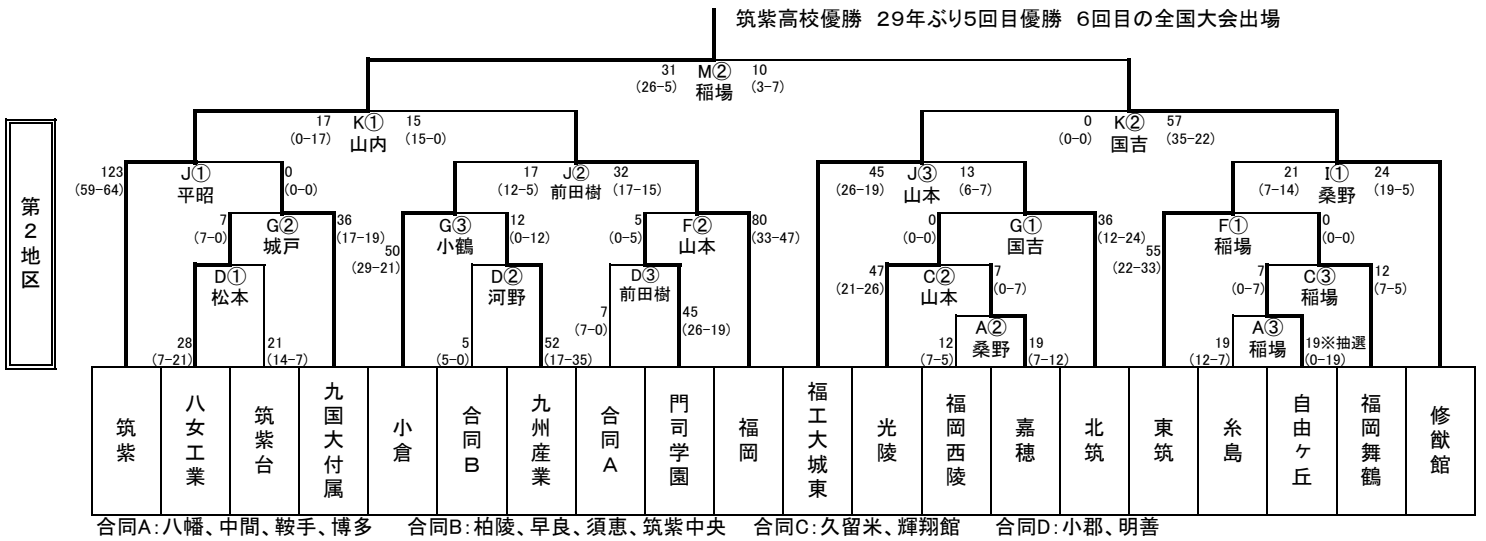 筑紫高校優勝 29年ぶり5回目優勝 6回目の全国大会出場
31 M② 10
(26-5) 稲場 (3-7)
17 K① 15
(0-17) 山内 (15-0)
0 K② 57
(0-0) 国吉 (35-22)
第2地区
123 J① 0
(59-64) 平昭 (0-0)
17 J② 32
(12-5) 前田樹 (17-15)
45 J③ 13
(26-19) 山本 (6-7)
21 I① 24
(7-14) 桑野 (19-5)
7 G② 36
(7-0) 城戸 (17-19)
50 G③ 12
(29-21) 小鶴 (0-12)
5 F② 80
(0-5) 山本 (33-47)
0 G① 36
(0-0) 国吉 (12-24)
55 F① 0
(22-33) 稲場 (0-0)
D①
松本
D②
河野
D③
前田樹
47 C② 7
(21-26) 山本 (0-7)
7 C③ 12
(0-7) 稲場 (7-5)
7 45
(7-0) (26-19)
28 21
(7-21) (14-7)
5 52
(5-0) (17-35)
12 A② 19
(7-5) 桑野 (7-12)
19 A③ 19※抽選
(12-7) 稲場 (0-19)
筑紫
八女工業
筑紫台
九国大付属
小倉
合同B
九州産業
合同A
門司学園
福岡
福工大城東
光陵
福岡西陵
嘉穂
北筑
東筑
糸島
自由ヶ丘
福岡舞鶴
修猷館
合同A:八幡、中間、鞍手、博多 合同B:柏陵、早良、須恵、筑紫中央 合同C:久留米、輝翔館 合同D:小郡、明善